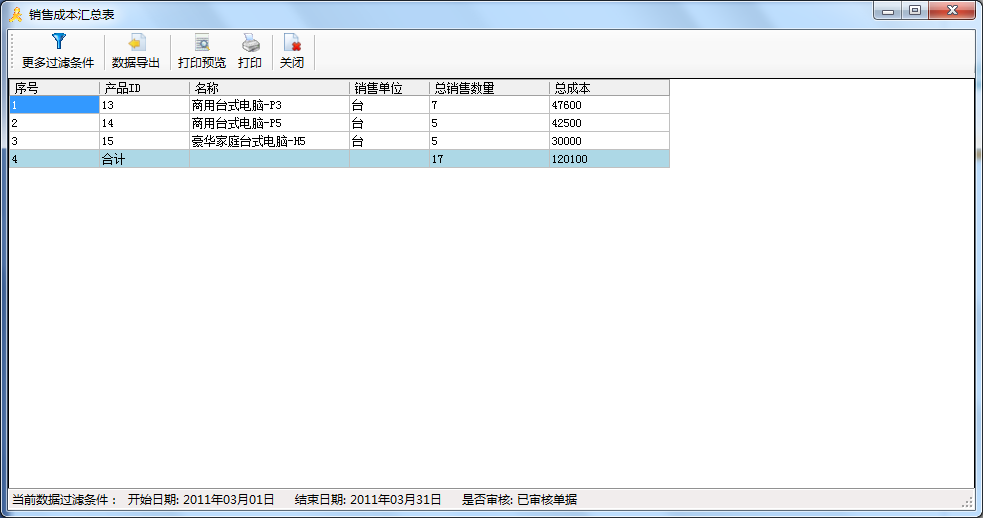 销售成本汇总表
更多过滤条件 数据导出 打印预览 打印 关闭
序号 产品ID 名称 销售单位 总销售数量 总成本
1 13 商用台式电脑-P3 台 7 47600
2 14 商用台式电脑-P5 台 5 42500
3 15 豪华家庭台式电脑-H5 台 5 30000
4 合计 17 120100
当前数据过滤条件： 开始日期: 2011年03月01日 结束日期: 2011年03月31日 是否审核: 已审核单据